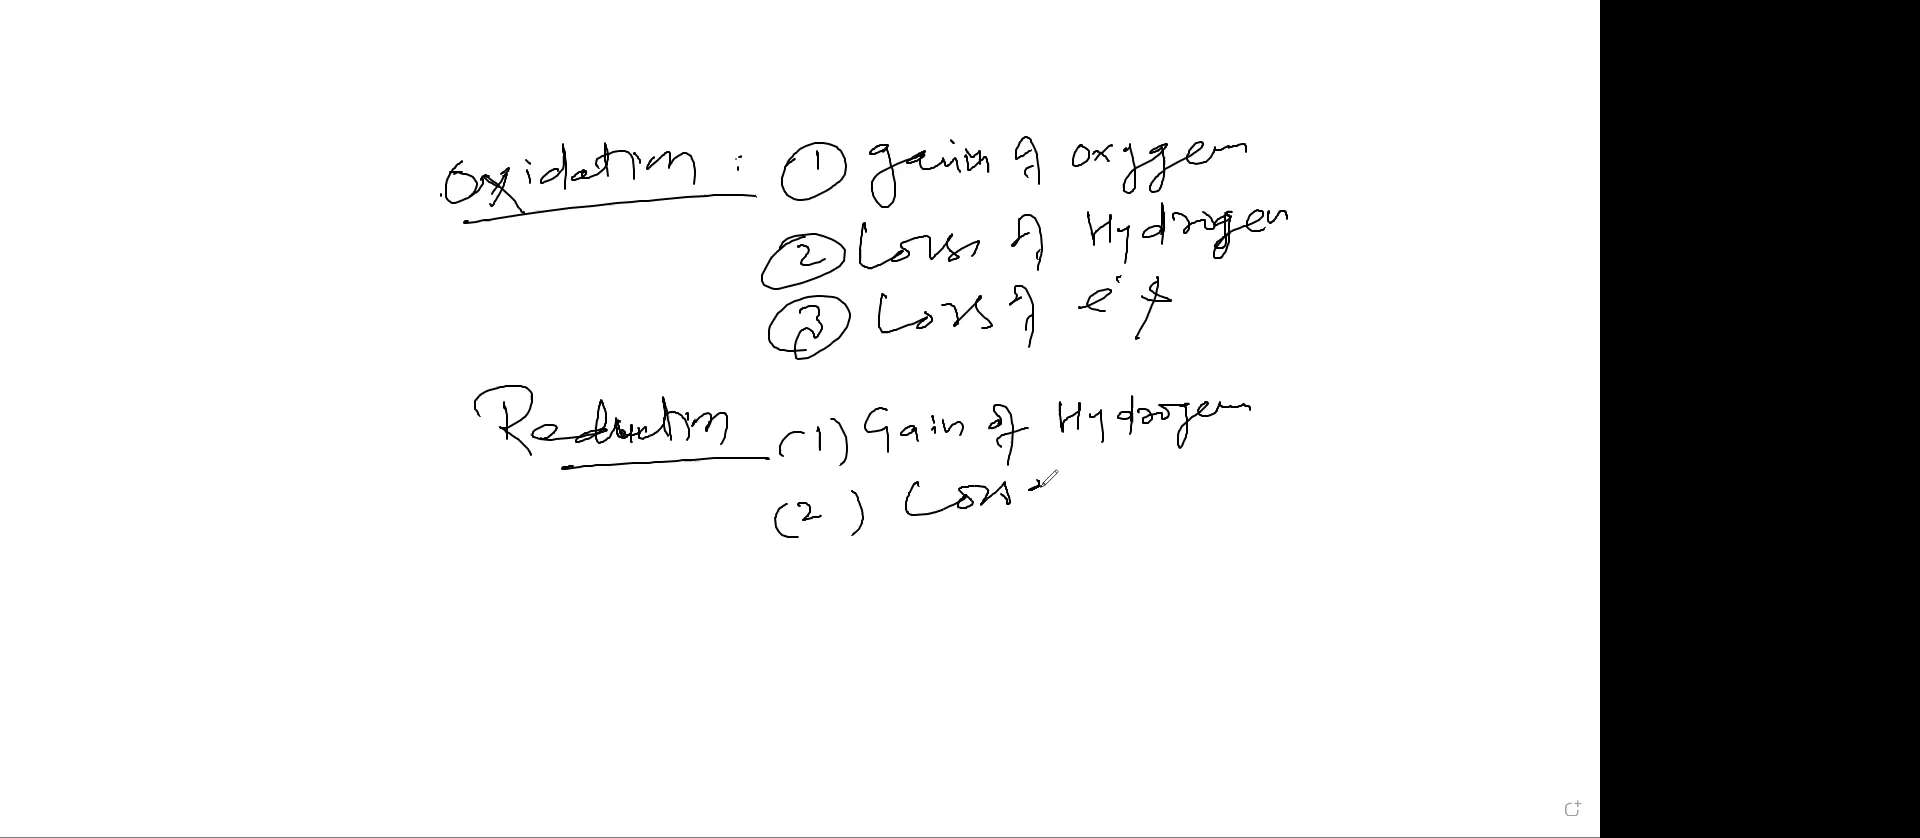 Oxidation : ① gain of oxygen
② Loss of Hydrogen
③ Loss of e's
Reduction (1) Gain of Hydrogen
(2) Loss